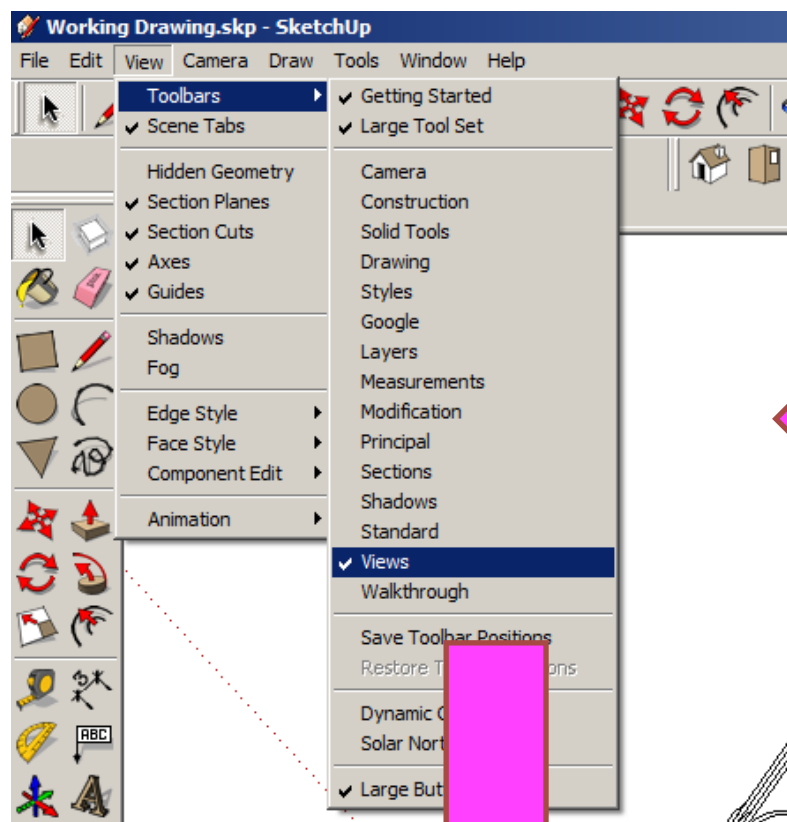 Working Drawing.skp - SketchUp
File Edit View Camera Draw Tools Window Help
Toolbars
Scene Tabs
Hidden Geometry
Section Planes
Section Cuts
Axes
Guides
Shadows
Fog
Edge Style
Face Style
Component Edit
Animation
Getting Started
Large Tool Set
Camera
Construction
Solid Tools
Drawing
Styles
Google
Layers
Measurements
Modification
Principal
Sections
Shadows
Standard
Views
Walkthrough
Save Toolbar Positions
Restore
Dynamic
Solar
Large
ABC